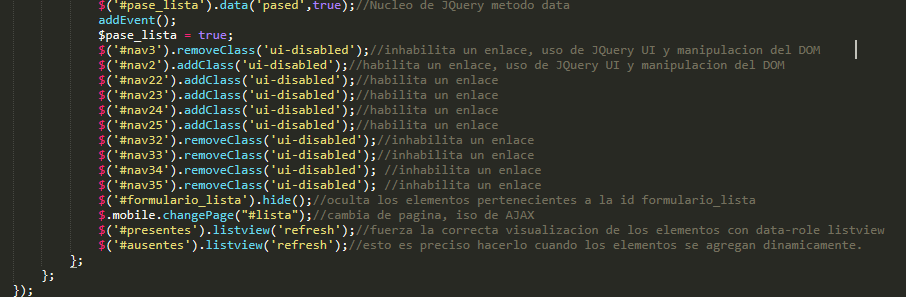 $('#pase_lista').data('pased',true);//Nucleo de JQuery metodo data
addEvent();
$pase_lista = true;
$('#nav3').removeClass('ui-disabled');//inhabilita un enlace, uso de JQuery UI y manipulacion del DOM
$('#nav2').addClass('ui-disabled');//habilita un enlace, uso de JQuery UI y manipulacion del DOM
$('#nav22').addClass('ui-disabled');//habilita un enlace
$('#nav23').addClass('ui-disabled');//habilita un enlace
$('#nav24').addClass('ui-disabled');//habilita un enlace
$('#nav25').addClass('ui-disabled');//habilita un enlace
$('#nav32').removeClass('ui-disabled');//inhabilita un enlace
$('#nav33').removeClass('ui-disabled');//inhabilita un enlace
$('#nav34').removeClass('ui-disabled'); //inhabilita un enlace
$('#nav35').removeClass('ui-disabled'); //inhabilita un enlace
$('#formulario_lista').hide();//oculta los elementos pertenecientes a la id formulario_lista
$.mobile.changePage("#lista");//cambia de pagina, iso de AJAX
$('#presentes').listview('refresh');//fuerza la correcta visualizacion de los elementos con data-role listview
$('#ausentes').listview('refresh');//esto es preciso hacerlo cuando los elementos se agregan dinamicamente.
};
};
});